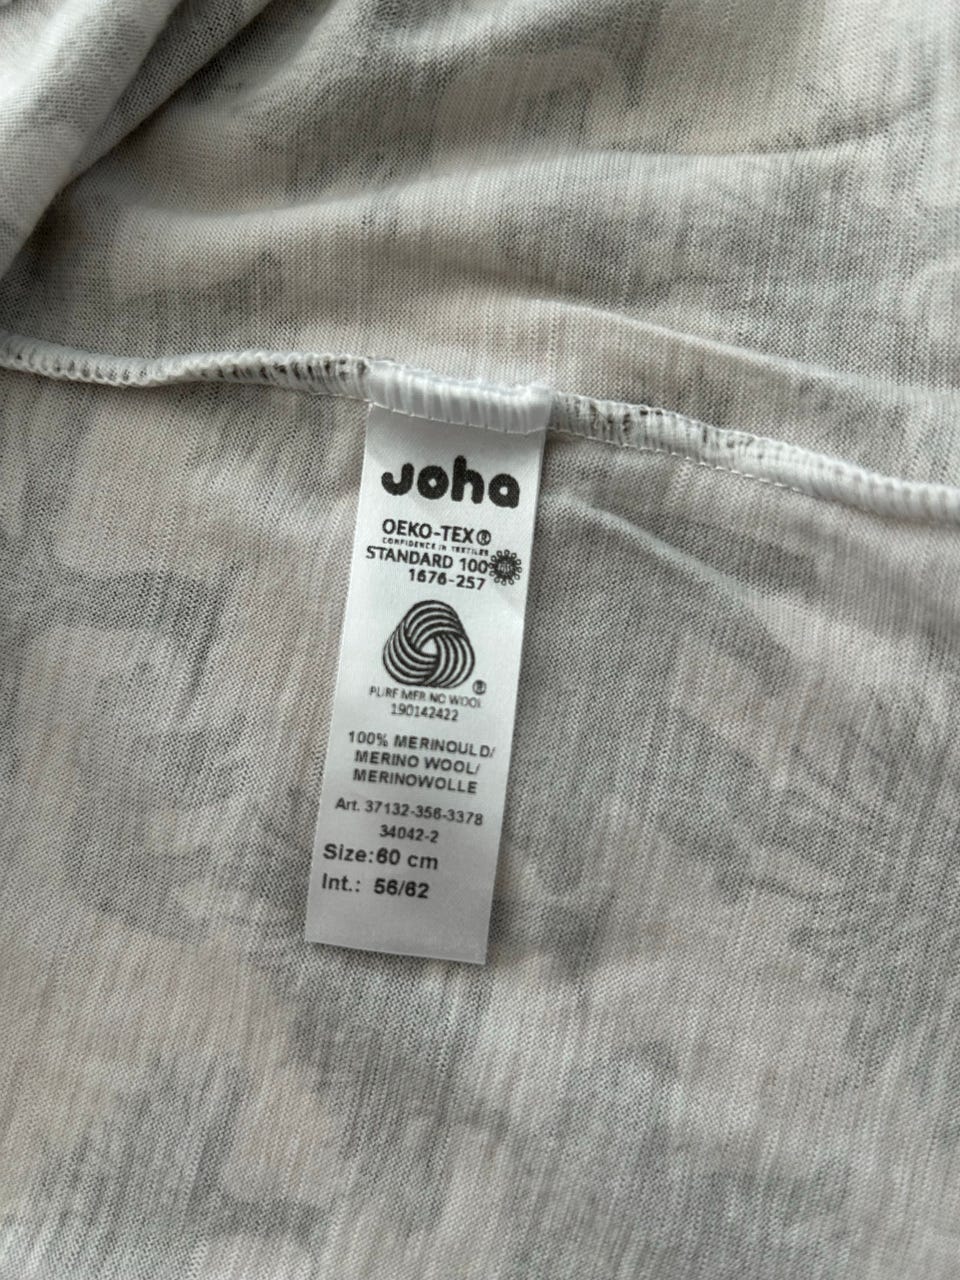 Joha
OEKO-TEX®
CONFIDENCE IN TEXTILES
STANDARD 100
1676-257
®
PURE MERINO WOOL
190142422
100% MERINOULD/
MERINO WOOL/
MERINOWOLLE
Art. 37132-356-3378
34042-2
Size:60 cm
Int.: 56/62